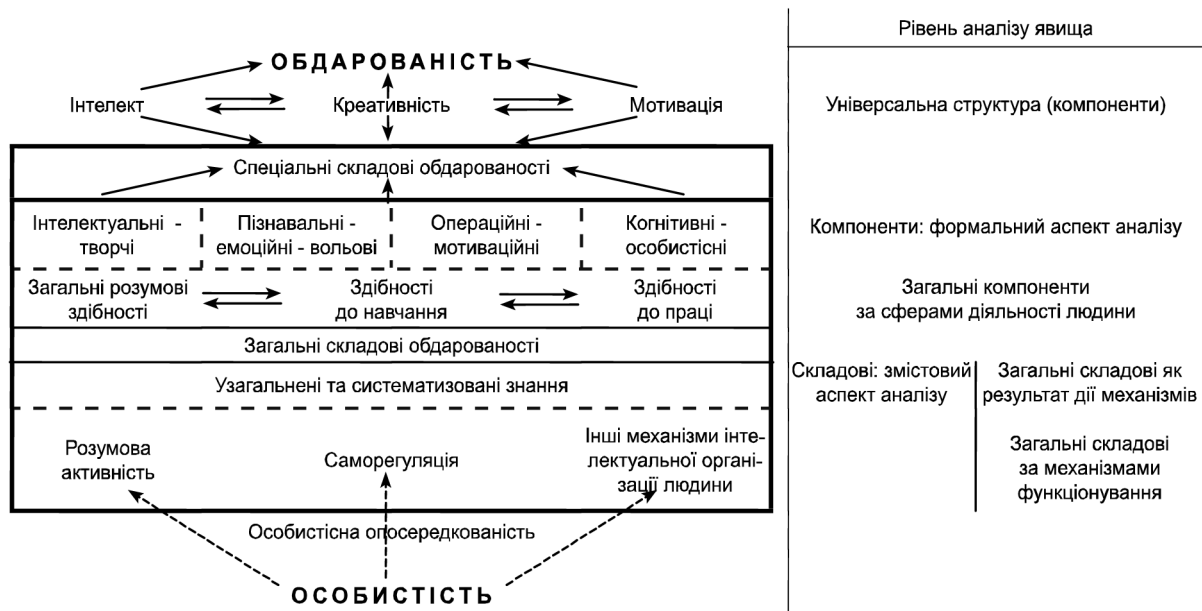 Рівень аналізу явища
ОБДАРОВАНІСТЬ
Інтелект Креативність Мотивація
Універсальна структура (компоненти)
Спеціальні складові обдарованості
Інтелектуальні -
творчі
Пізнавальні -
емоційні - вольові
Операційні -
мотиваційні
Когнітивні -
особистісні
Компоненти: формальний аспект аналізу
Загальні розумові
здібності
Здібності
до навчання
Здібності
до праці
Загальні компоненти
за сферами діяльності людини
Загальні складові обдарованості
Узагальнені та систематизовані знання
Складові: змістовий
аспект аналізу
Загальні складові як
результат дії механізмів
Розумова
активність
Саморегуляція
Інші механізми інте-
лектуальної органі-
зації людини
Загальні складові
за механізмами
функціонування
Особистісна опосередкованість
ОСОБИСТІСТЬ